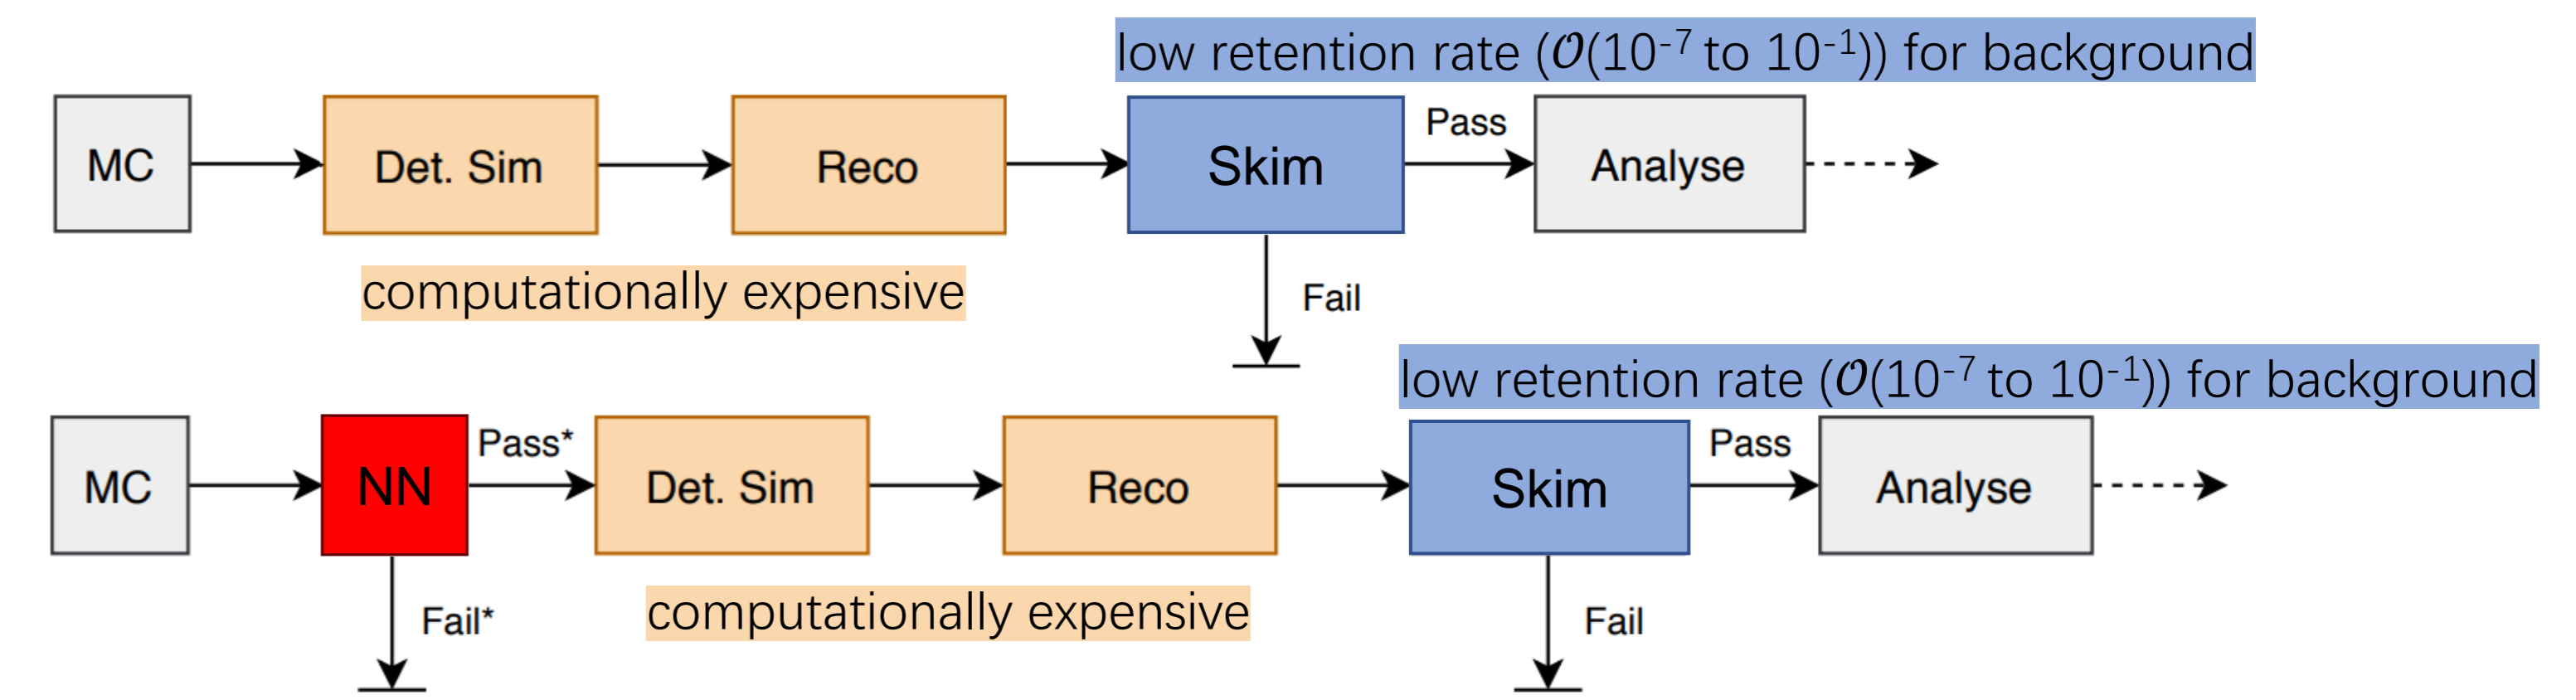 low retention rate (𝒪(10⁻⁷ to 10⁻¹)) for background
MC
Det. Sim
Reco
Skim
Pass
Analyse
computationally expensive
Fail
low retention rate (𝒪(10⁻⁷ to 10⁻¹)) for background
MC
NN
Pass*
Det. Sim
Reco
Skim
Pass
Analyse
computationally expensive
Fail*
Fail